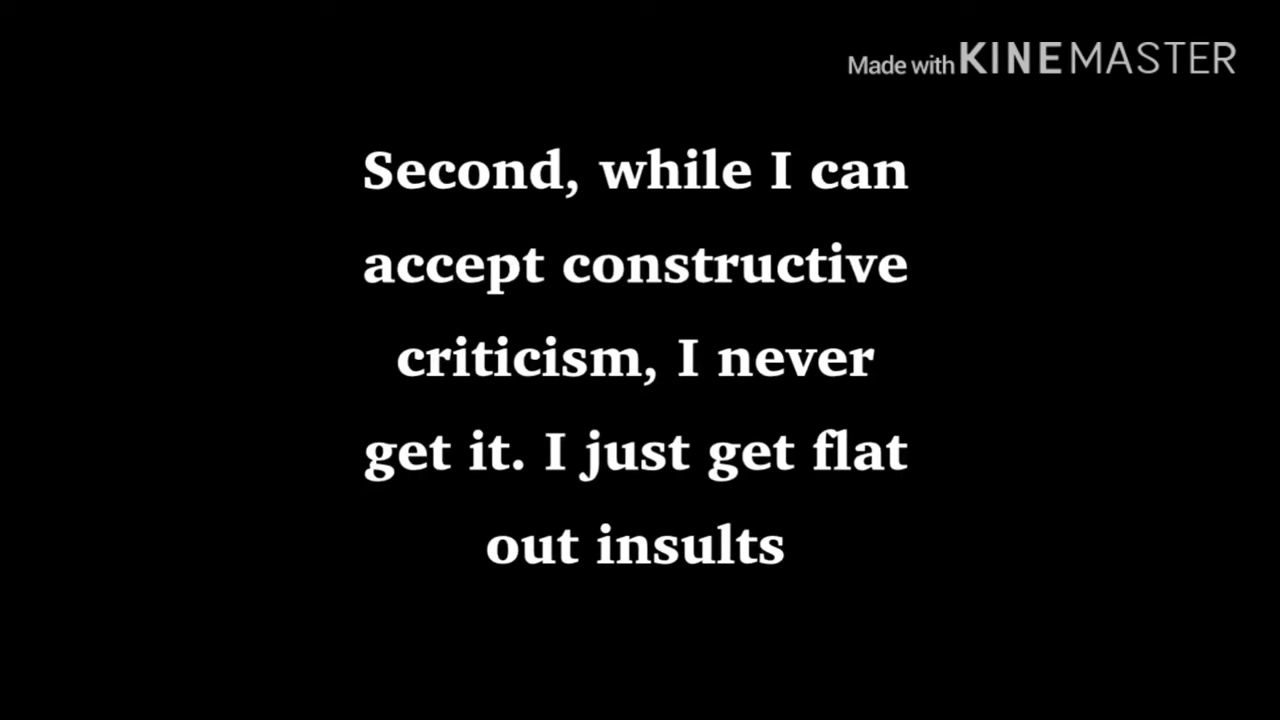 Made with KINEMASTER
Second, while I can
accept constructive
criticism, I never
get it. I just get flat
out insults